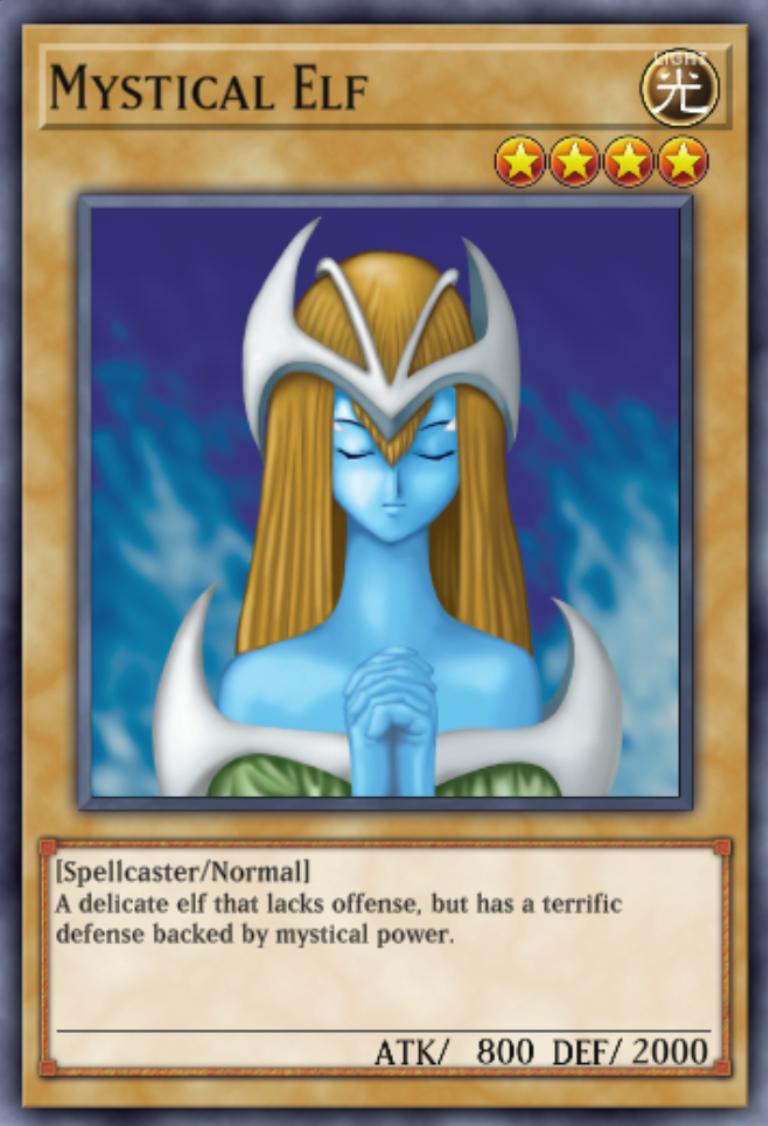 Mystical Elf
LIGHT
光
[Spellcaster/Normal]
A delicate elf that lacks offense, but has a terrific
defense backed by mystical power.
ATK/ 800 DEF/ 2000